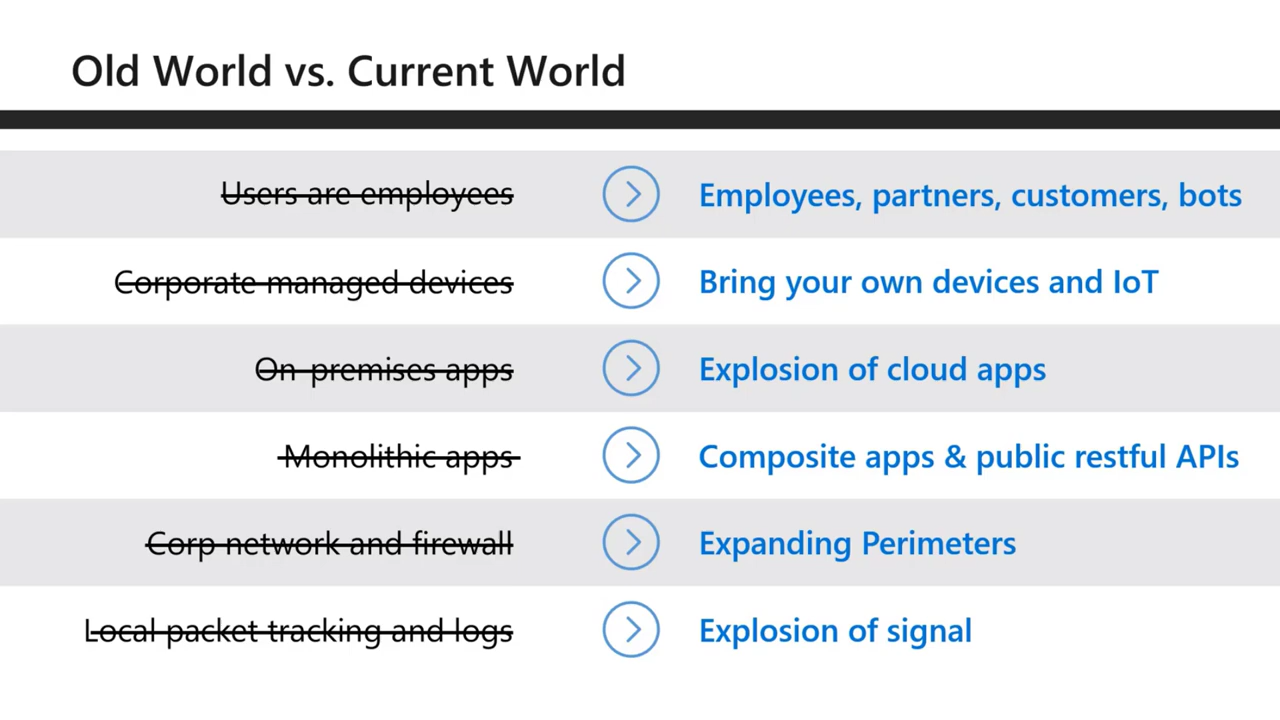 Old World vs. Current World
Users are employees
Employees, partners, customers, bots
Corporate managed devices
Bring your own devices and IoT
On-premises apps
Explosion of cloud apps
Monolithic apps
Composite apps & public restful APIs
Corp network and firewall
Expanding Perimeters
Local packet tracking and logs
Explosion of signal